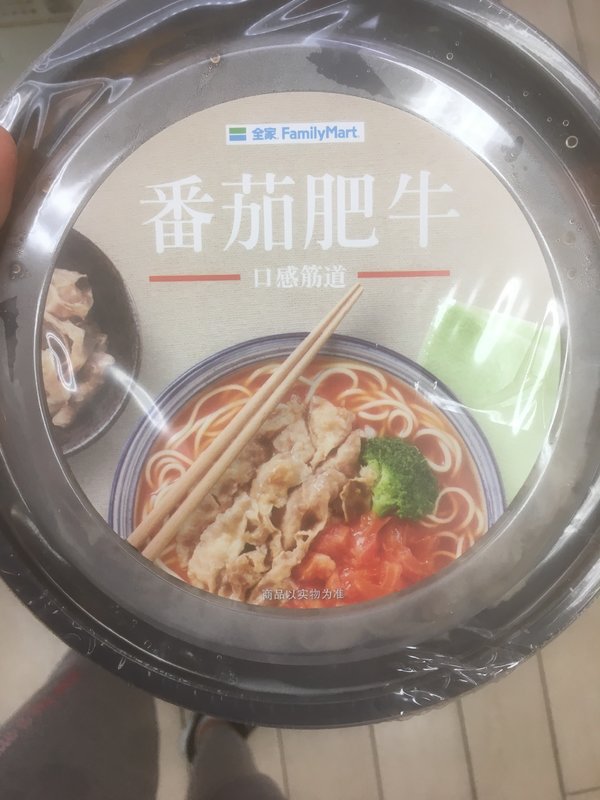 全家 FamilyMart
番茄肥牛
口感筋道
商品以实物为准